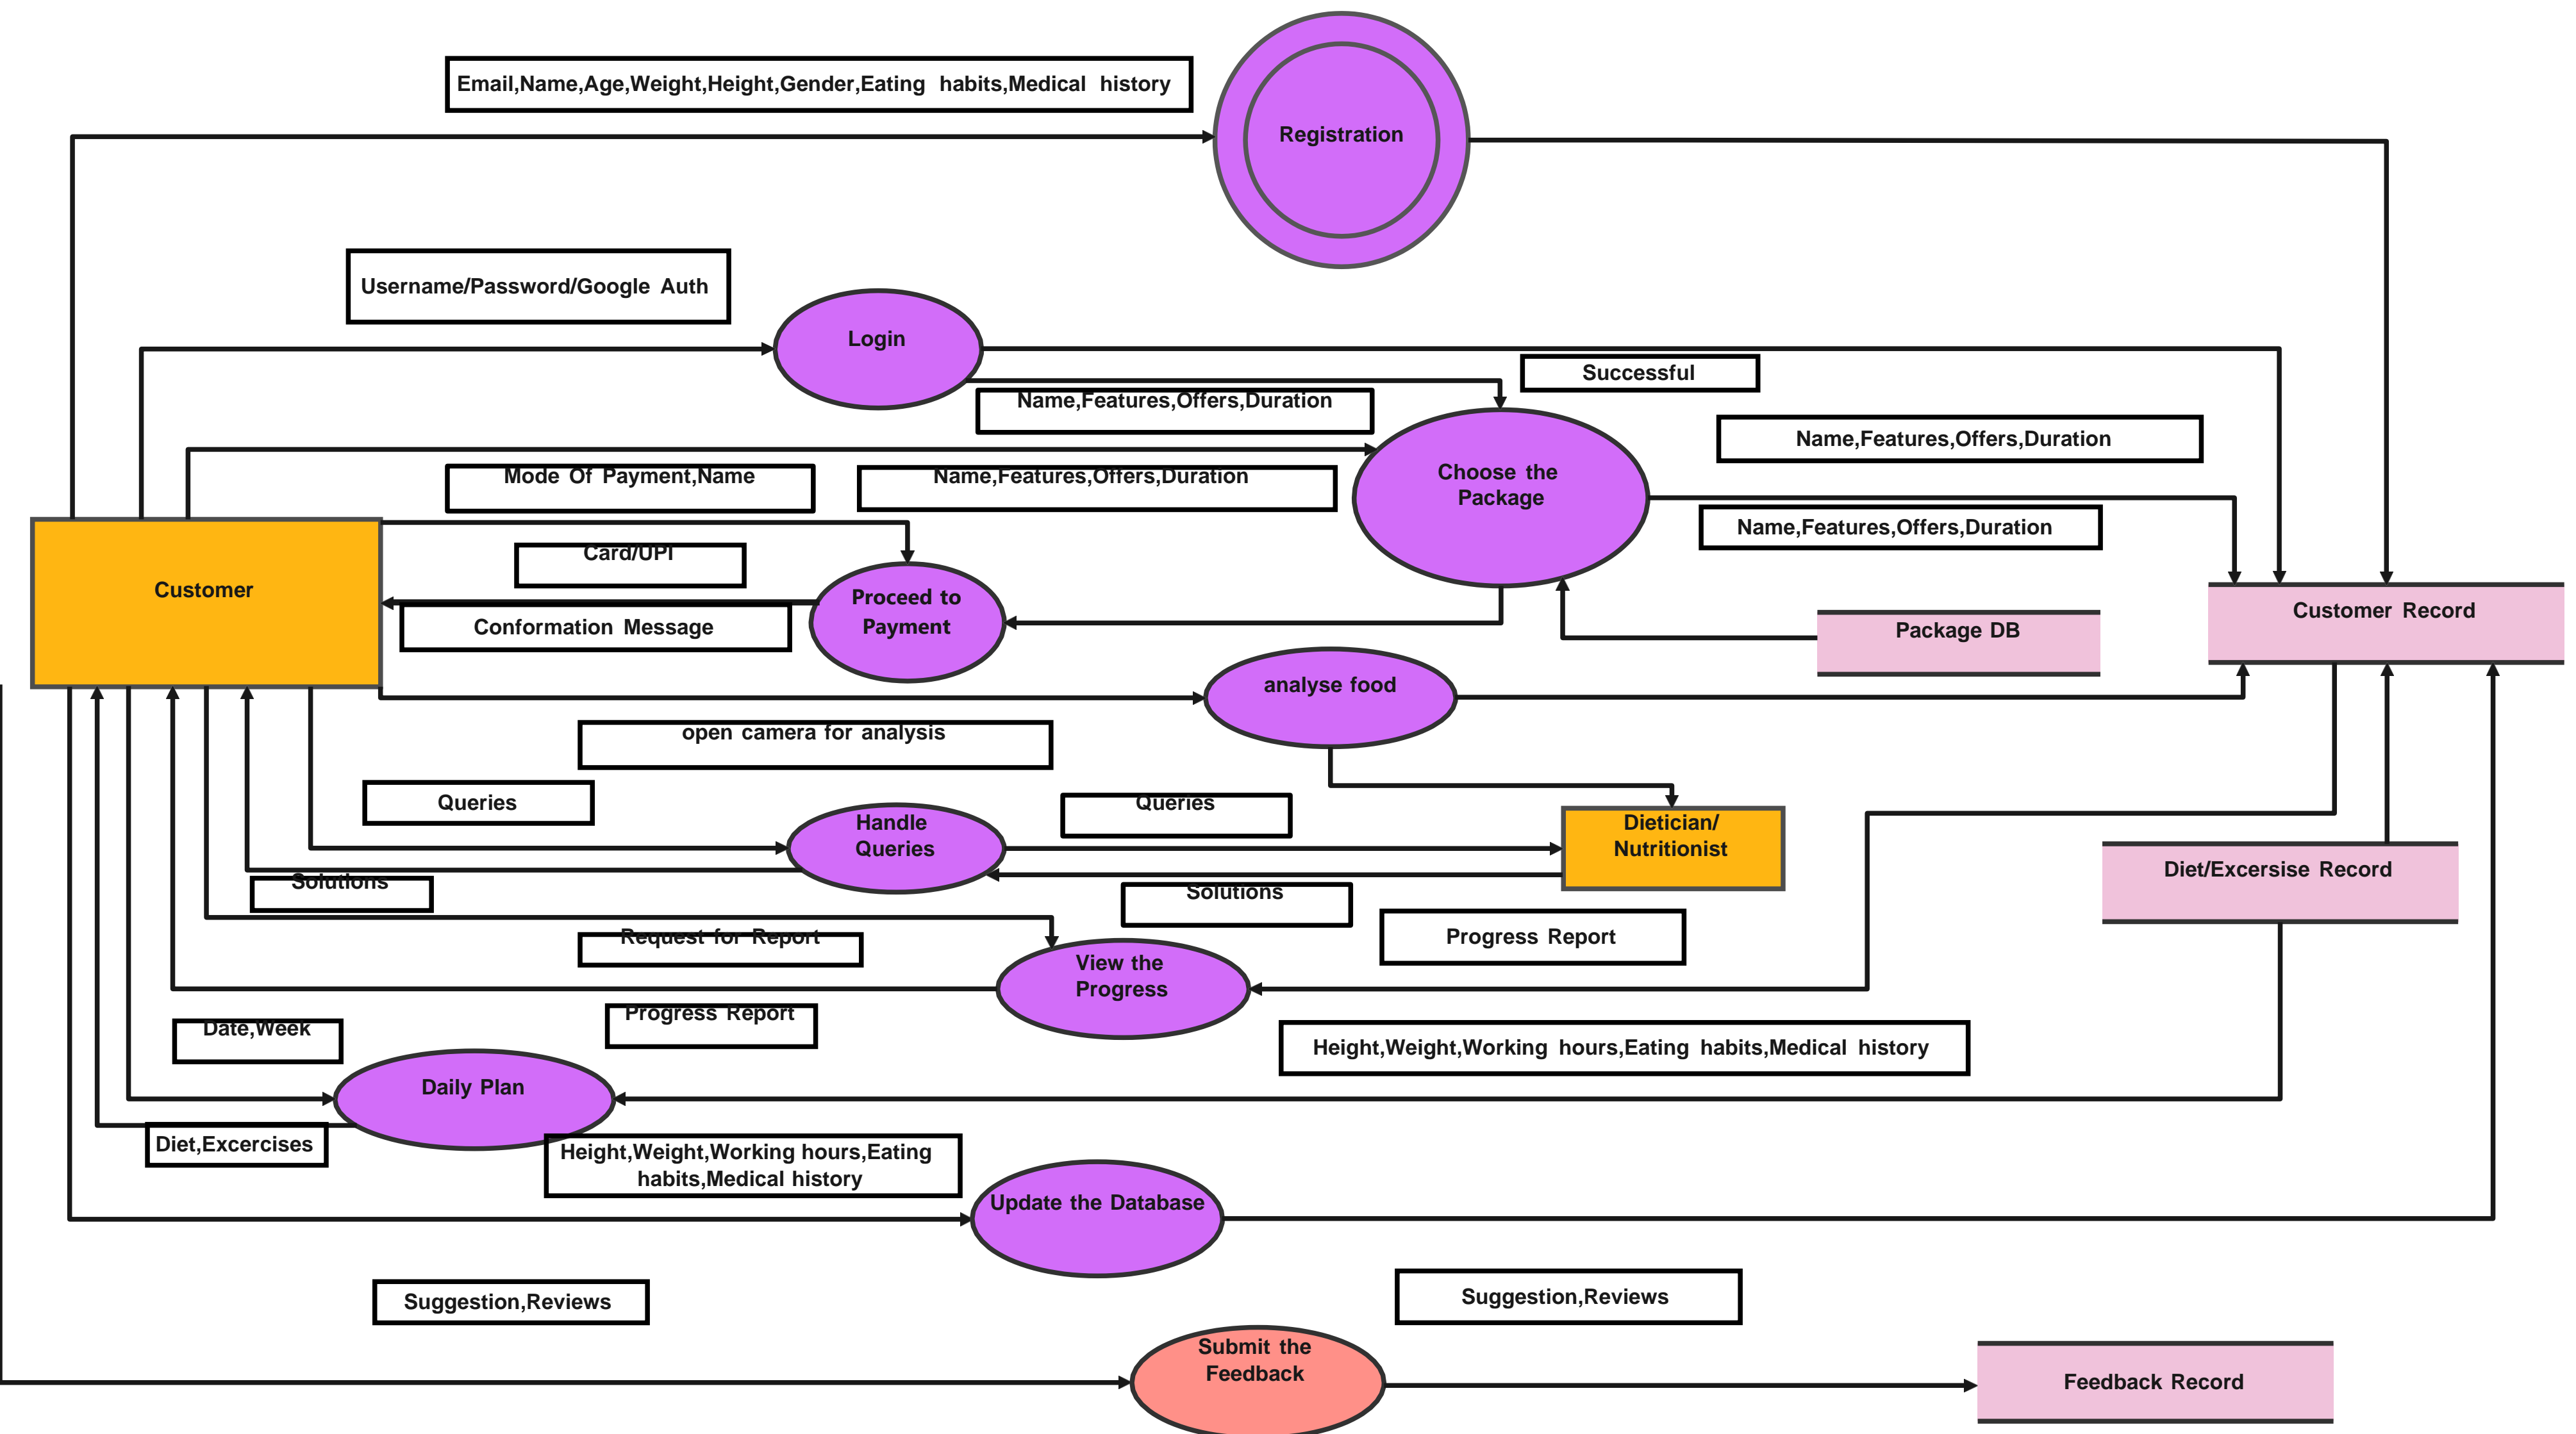 Email,Name,Age,Weight,Height,Gender,Eating habits,Medical history
Registration
Username/Password/Google Auth
Login
Successful
Name,Features,Offers,Duration
Name,Features,Offers,Duration
Mode Of Payment,Name
Name,Features,Offers,Duration
Choose the
Package
Name,Features,Offers,Duration
Card/UPI
Customer
Proceed to
Payment
Conformation Message
Package DB
Customer Record
analyse food
open camera for analysis
Queries
Queries
Handle
Queries
Dietician/
Nutritionist
Diet/Excersise Record
Solutions
Solutions
Request for Report
Progress Report
View the
Progress
Progress Report
Date,Week
Height,Weight,Working hours,Eating habits,Medical history
Daily Plan
Diet,Excercises
Height,Weight,Working hours,Eating
habits,Medical history
Update the Database
Suggestion,Reviews
Suggestion,Reviews
Submit the
Feedback
Feedback Record